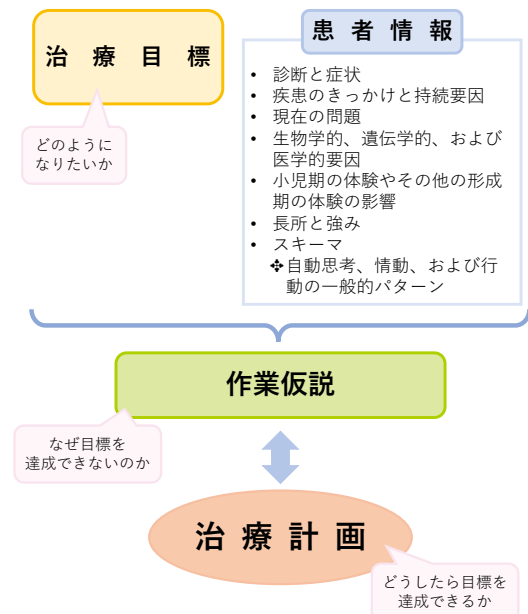 治療目標
どのように
なりたいか
患者情報
• 診断と症状
• 疾患のきっかけと持続要因
• 現在の問題
• 生物学的、遺伝学的、および
医学的要因
• 小児期の体験やその他の形成
期の体験の影響
• 長所と強み
• スキーマ
✤自動思考、情動、および行
動の一般的パターン
作業仮説
なぜ目標を
達成できないのか
治療計画
どうしたら目標を
達成できるか